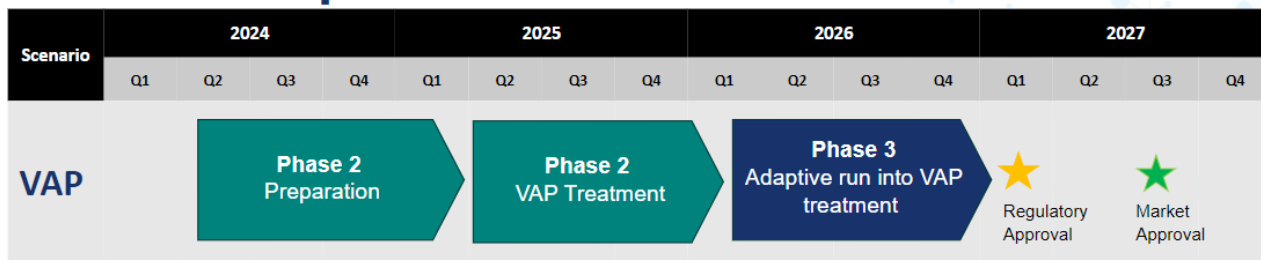 Scenario 2024 2025 2026 2027
Q1 Q2 Q3 Q4 Q1 Q2 Q3 Q4 Q1 Q2 Q3 Q4 Q1 Q2 Q3 Q4
VAP
Phase 2
Preparation
Phase 2
VAP Treatment
Phase 3
Adaptive run into VAP
treatment
Regulatory
Approval
Market
Approval